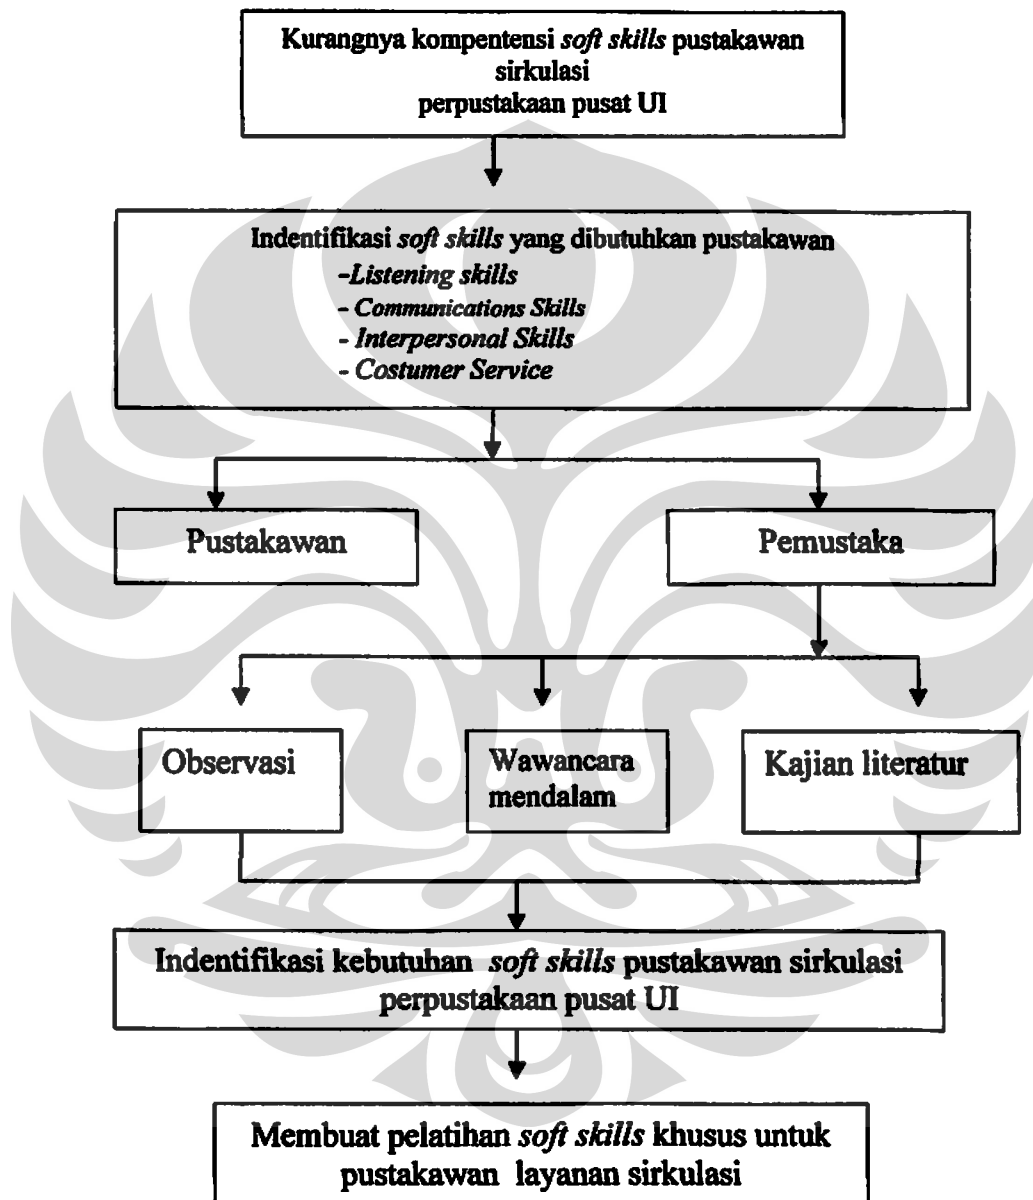 Kurangnya kompentensi soft skills pustakawan
sirkulasi
perpustakaan pusat UI
Indentifikasi soft skills yang dibutuhkan pustakawan
-Listening skills
- Communications Skills
- Interpersonal Skills
- Costumer Service
Pustakawan
Pemustaka
Observasi
Wawancara
mendalam
Kajian literatur
Indentifikasi kebutuhan soft skills pustakawan sirkulasi
perpustakaan pusat UI
Membuat pelatihan soft skills khusus untuk
pustakawan layanan sirkulasi